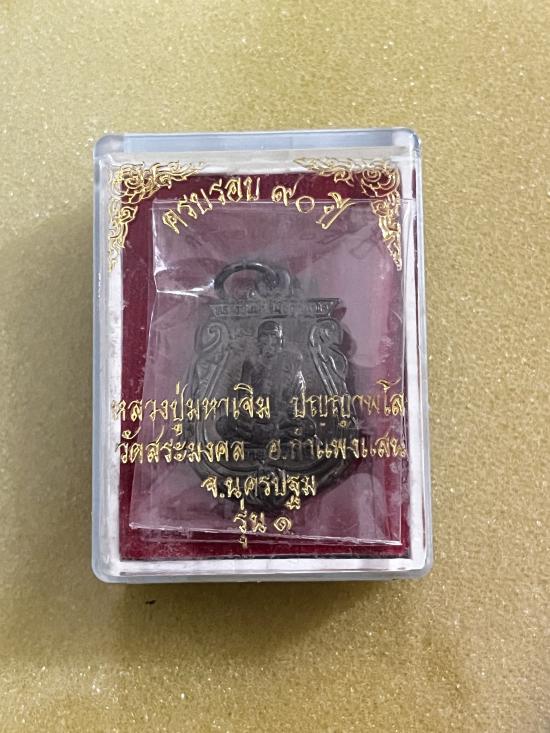 ครบรอบ ๙๐ ปี
หลวงปู่มหาเจิม ปญฺญาพโล
วัดสระมงคล อ.กำแพงแสน
จ.นครปฐม
รุ่น ๑